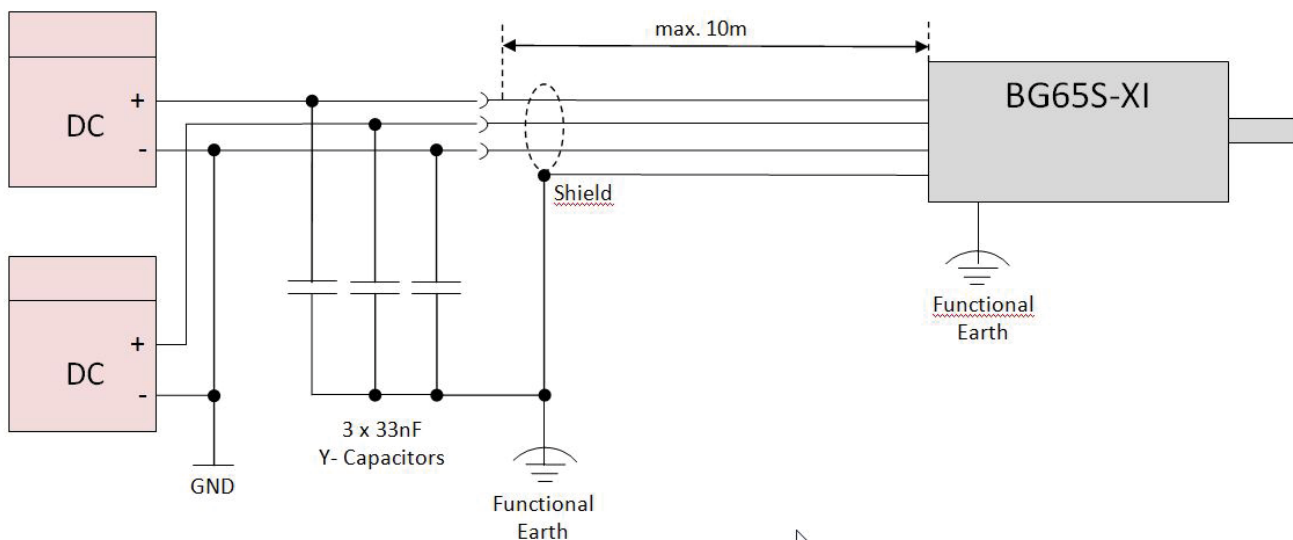 max. 10m
DC
+
-
BG65S-XI
Shield
DC
+
-
3 x 33nF
Y- Capacitors
GND
Functional
Earth
Functional
Earth